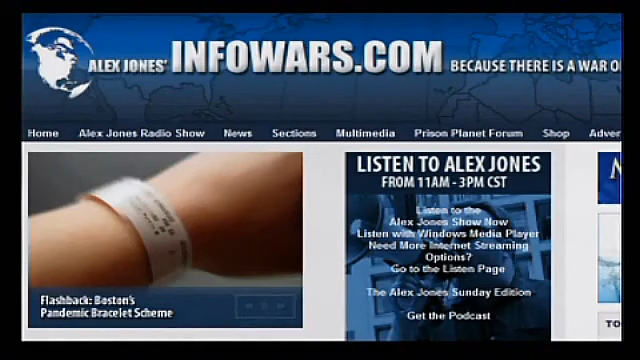 ALEX JONES' INFOWARS.COM BECAUSE THERE IS A WAR
Home Alex Jones Radio Show News Sections Multimedia Prison Planet Forum Shop Adver
LISTEN TO ALEX JONES
FROM 11AM - 3PM CST
Listen to the
Alex Jones Show Now
Listen with Windows Media Player
Need More Internet Streaming
Options?
Go to the Listen Page
The Alex Jones Sunday Edition
Get the Podcast
Flashback: Boston's
Pandemic Bracelet Scheme
TO